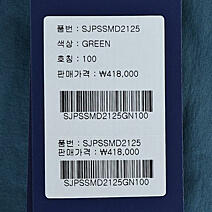 품번 : SJPSSMD2125
색상 : GREEN
호칭 : 100
판매가격 : ₩418,000
SJPSSMD2125GN100
품번 : SJPSSMD2125
판매가격 : ₩418,000
SJPSSMD2125GN100